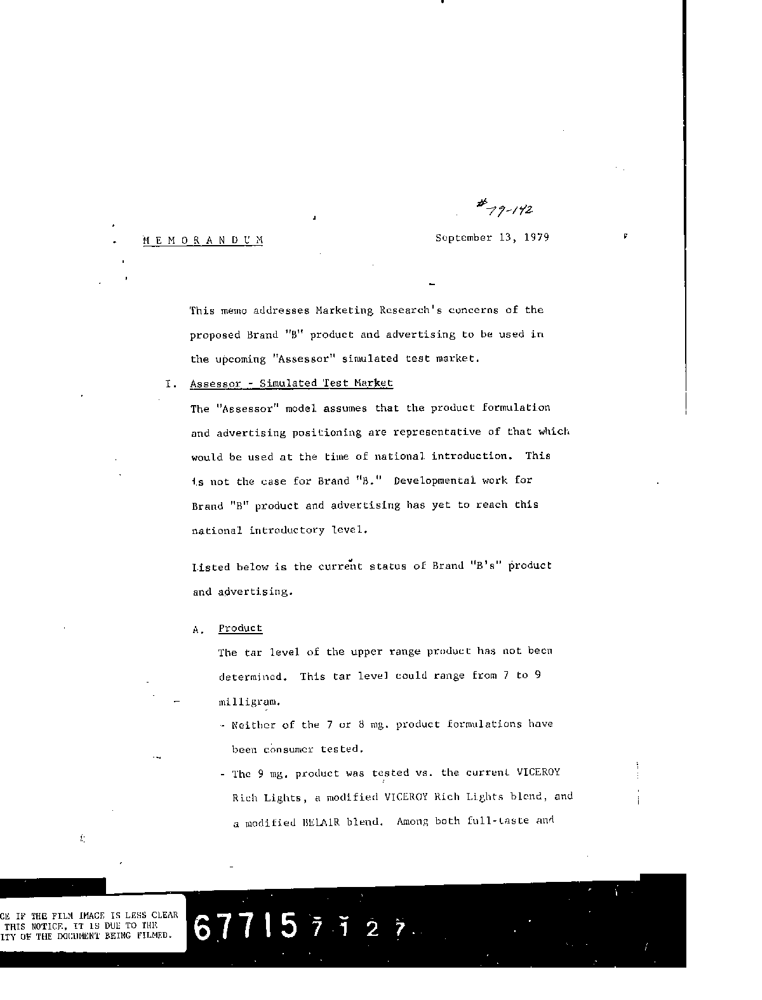 #79-142
MEMORANDUM September 13, 1979
This memo addresses Marketing Research's concerns of the
proposed Brand "B" product and advertising to be used in
the upcoming "Assessor" simulated test market.
I. Assessor - Simulated Test Market
The "Assessor" model assumes that the product formulation
and advertising positioning are representative of that which
would be used at the time of national introduction. This
is not the case for Brand "B." Developmental work for
Brand "B" product and advertising has yet to reach this
national introductory level.
Listed below is the current status of Brand "B's" product
and advertising.
A. Product
The tar level of the upper range product has not been
determined. This tar level could range from 7 to 9
milligram.
- Neither of the 7 or 8 mg. product formulations have
been consumer tested.
- The 9 mg. product was tested vs. the current VICEROY
Rich Lights, a modified VICEROY Rich Lights blend, and
a modified BELAIR blend. Among both full-taste and
CE IF THE FILM IMAGE IS LESS CLEAR
THIS NOTICE, IT IS DUE TO THE
ITY OF THE DOCUMENT BEING FILMED.
67715 7127